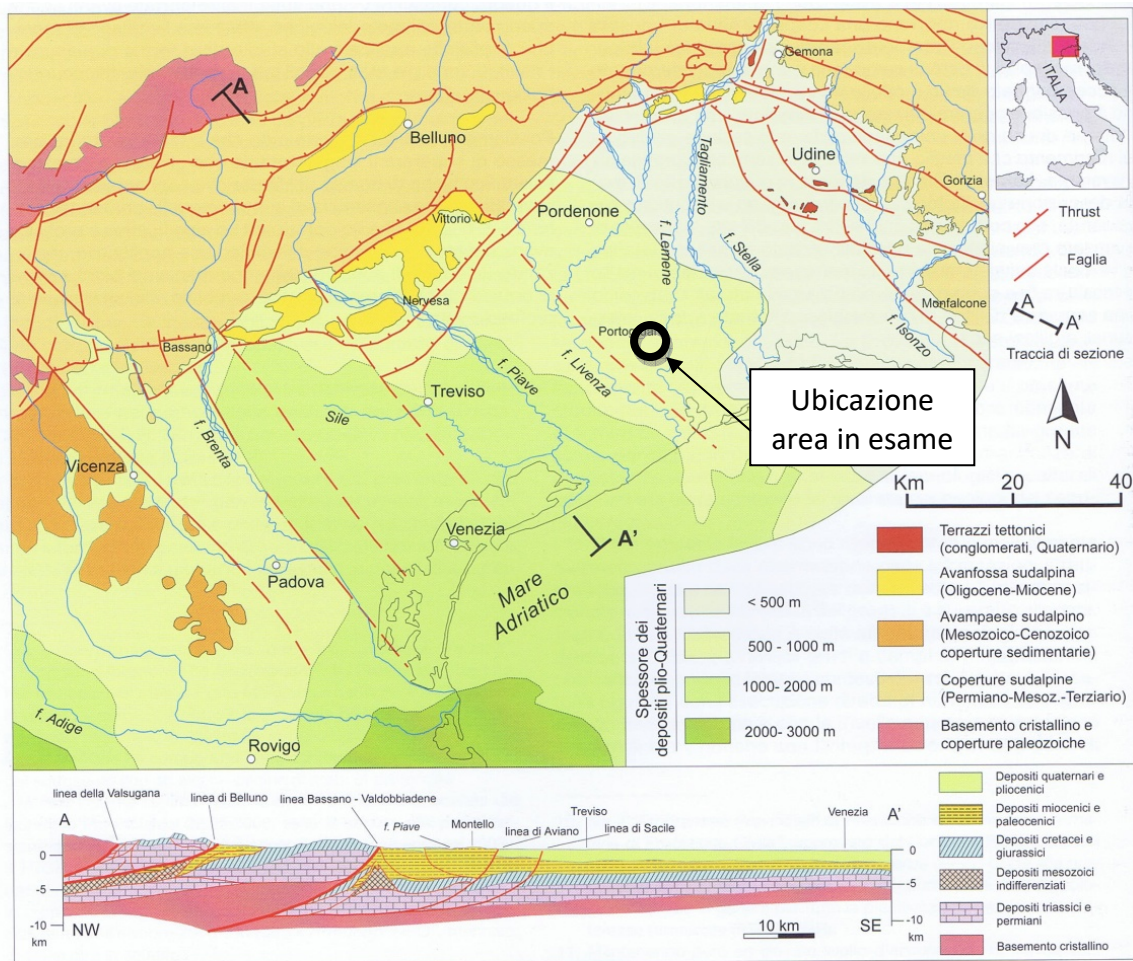 A
Belluno
Gemona
Udine
Gorizia
Tagliamento
Vittorio V.
Pordenone
f. Lemene
f. Stella
Monfalcone
f. Isonzo
Nervesa
Bassano
f. Piave
f. Livenza
Treviso
Sile
f. Brenta
Vicenza
Venezia
A'
Padova
Mare
Adriatico
f. Adige
Rovigo
Ubicazione
area in esame
ITALIA
Thrust
Faglia
A
A'
Traccia di sezione
N
Km
20
40
Spessore dei
depositi plio-Quaternari
< 500 m
500 - 1000 m
1000- 2000 m
2000- 3000 m
Terrazzi tettonici
(conglomerati, Quaternario)
Avanfossa sudalpina
(Oligocene-Miocene)
Avampaese sudalpino
(Mesozoico-Cenozoico
coperture sedimentarie)
Coperture sudalpine
(Permiano-Mesoz.-Terziario)
Basemento cristallino e
coperture paleozoiche
linea della Valsugana
linea di Belluno
linea Bassano - Valdobbiadene
f. Piave
Montello
linea di Aviano
Treviso
linea di Sacile
Venezia
A
A'
0
-5
-10
km
NW
0
-5
-10
km
SE
10 km
Depositi quaternari e
pliocenici
Depositi miocenici e
paleocenici
Depositi cretacei e
giurassici
Depositi mesozoici
indifferenziati
Depositi triassici e
permiani
Basemento cristallino